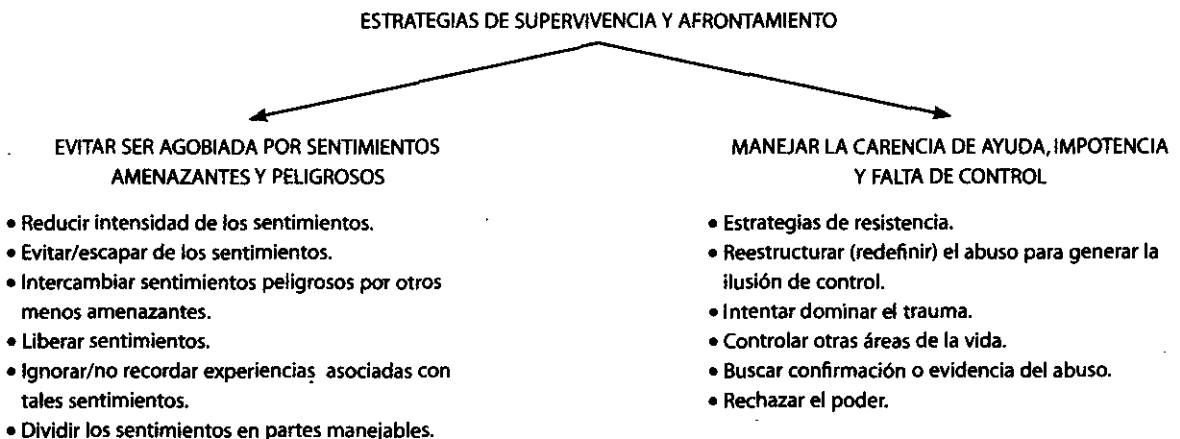 ESTRATEGIAS DE SUPERVIVENCIA Y AFRONTAMIENTO
EVITAR SER AGOBIADA POR SENTIMIENTOS
AMENAZANTES Y PELIGROSOS
• Reducir intensidad de los sentimientos.
• Evitar/escapar de los sentimientos.
• Intercambiar sentimientos peligrosos por otros
menos amenazantes.
• Liberar sentimientos.
• Ignorar/no recordar experiencias asociadas con
tales sentimientos.
• Dividir los sentimientos en partes manejables.
MANEJAR LA CARENCIA DE AYUDA, IMPOTENCIA
Y FALTA DE CONTROL
• Estrategias de resistencia.
• Reestructurar (redefinir) el abuso para generar la
ilusión de control.
• Intentar dominar el trauma.
• Controlar otras áreas de la vida.
• Buscar confirmación o evidencia del abuso.
• Rechazar el poder.